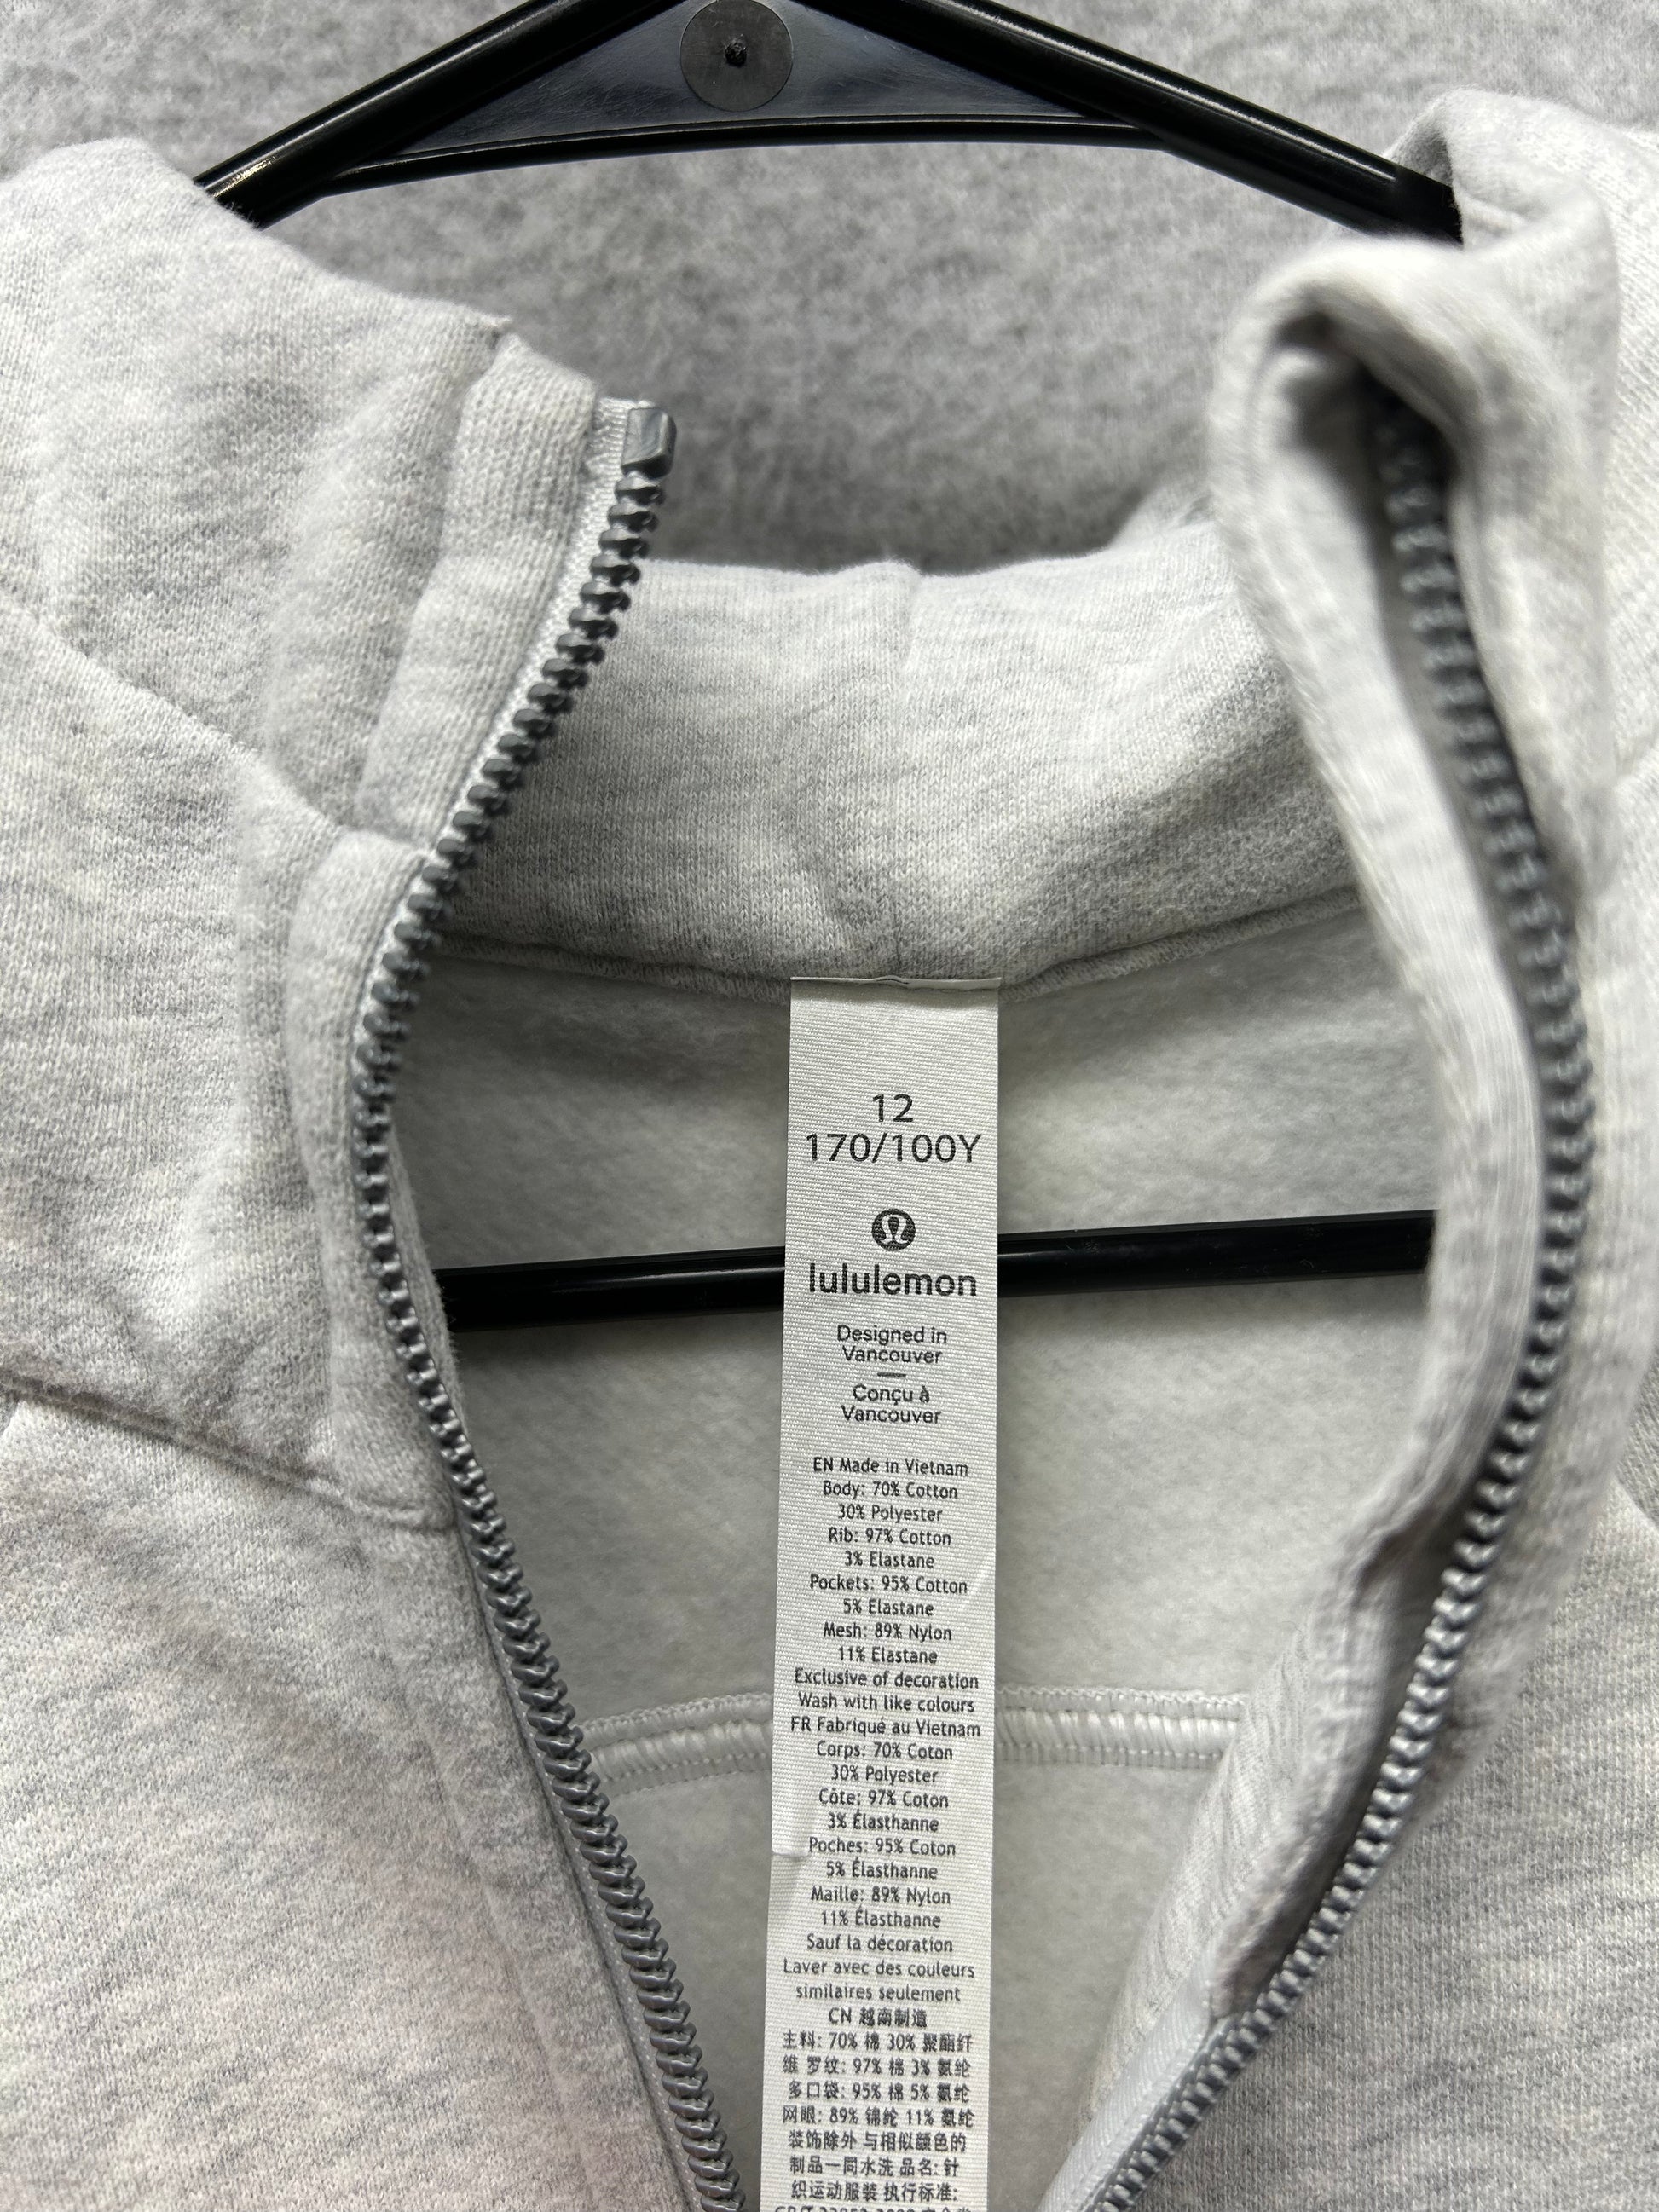 12
170/100Y
lululemon
Designed in
Vancouver
Conçu à
Vancouver
EN Made in Vietnam
Body: 70% Cotton
30% Polyester
Rib: 97% Cotton
3% Elastane
Pockets: 95% Cotton
5% Elastane
Mesh: 89% Nylon
11% Elastane
Exclusive of decoration
Wash with like colours
FR Fabriqué au Vietnam
Corps: 70% Coton
30% Polyester
Côte: 97% Coton
3% Élasthanne
Poches: 95% Coton
5% Élasthanne
Maille: 89% Nylon
11% Élasthanne
Sauf la décoration
Laver avec des couleurs
similaires seulement
CN 越南制造
主料: 70% 棉 30% 聚酯纤
维 罗纹: 97% 棉 3% 氨纶
多口袋: 95% 棉 5% 氨纶
网眼: 89% 锦纶 11% 氨纶
装饰除外 与相似颜色的
制品一同水洗 品名: 针
织运动服装 执行标准: